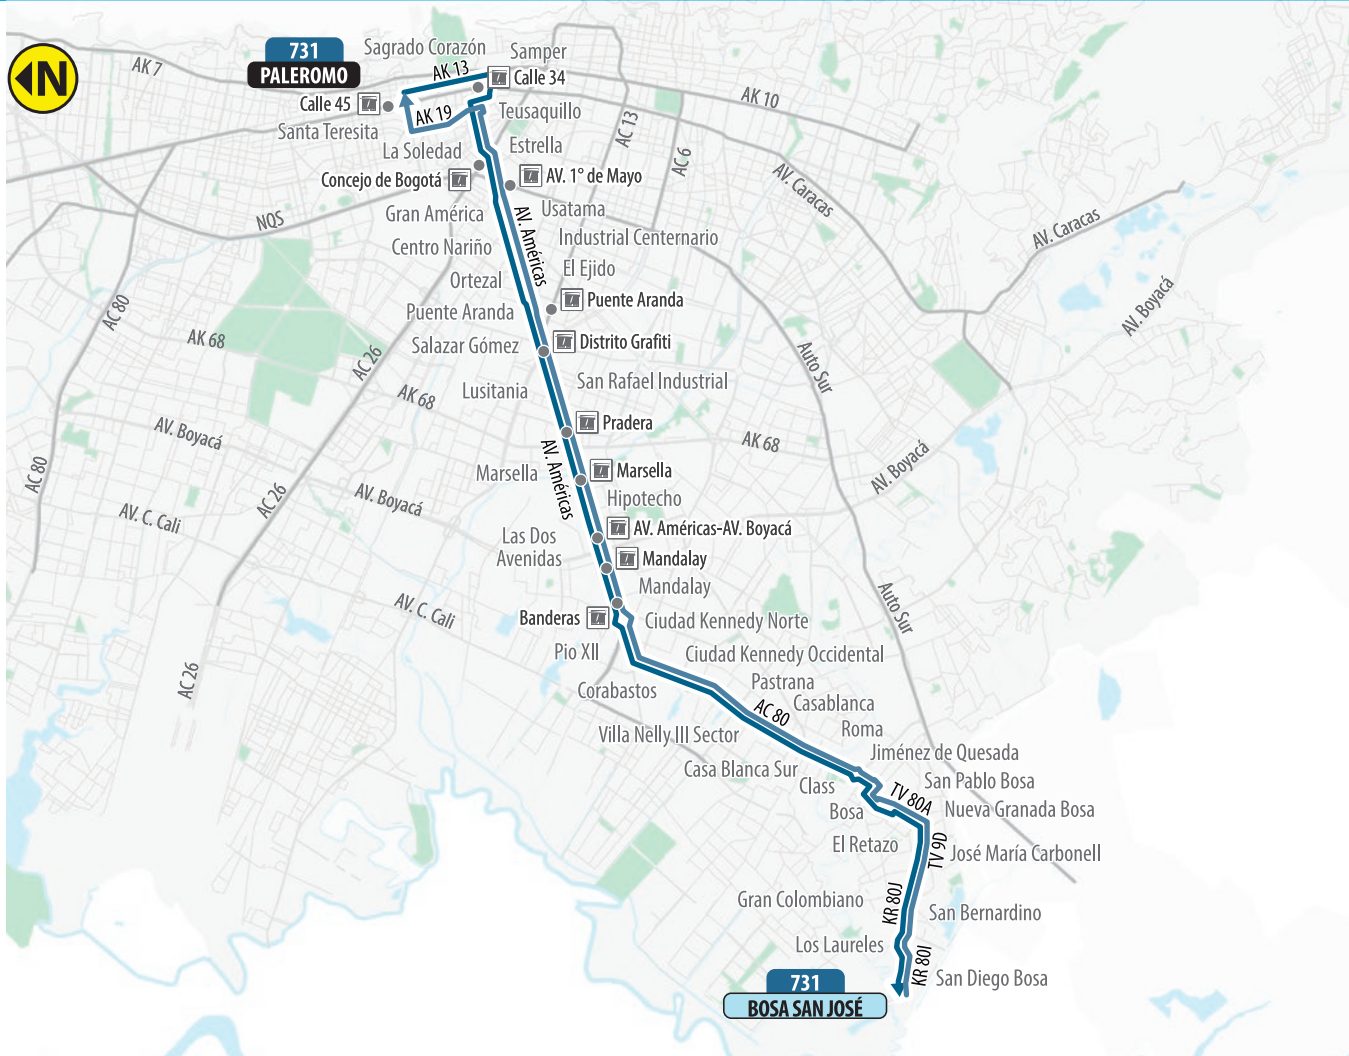 N
731
PALEROMO
Sagrado Corazón
Samper
AK 7
AK 13
Calle 34
AK 10
Calle 45
AK 19
Teusaquillo
Santa Teresita
AC 13
La Soledad
Estrella
AC 6
Concejo de Bogotá
AV. 1° de Mayo
AV. Caracas
Gran América
Usatama
NQS
AV. Américas
Industrial Centernario
AV. Caracas
Centro Nariño
El Ejido
Ortezal
Puente Aranda
AV. Boyacá
AC 80
Puente Aranda
AK 68
Salazar Gómez
Distrito Grafiti
AC 26
Auto Sur
San Rafael Industrial
Lusitania
AK 68
Pradera
AV. Boyacá
AK 68
AV. Américas
AC 80
Marsella
Marsella
AV. Boyacá
AC 26
AV. Boyacá
Hipotecho
AV. C. Cali
AV. Américas-AV. Boyacá
Las Dos
Avenidas
Mandalay
Mandalay
AV. C. Cali
Auto Sur
Banderas
Ciudad Kennedy Norte
Pio XII
Ciudad Kennedy Occidental
AC 26
Corabastos
Pastrana
Casablanca
AC 80
Roma
Villa Nelly III Sector
Jiménez de Quesada
Casa Blanca Sur
San Pablo Bosa
Class
TV 80A
Nueva Granada Bosa
Bosa
El Retazo
TV 9D
José María Carbonell
Gran Colombiano
KR 80J
San Bernardino
Los Laureles
KR 80I
San Diego Bosa
731
BOSA SAN JOSÉ